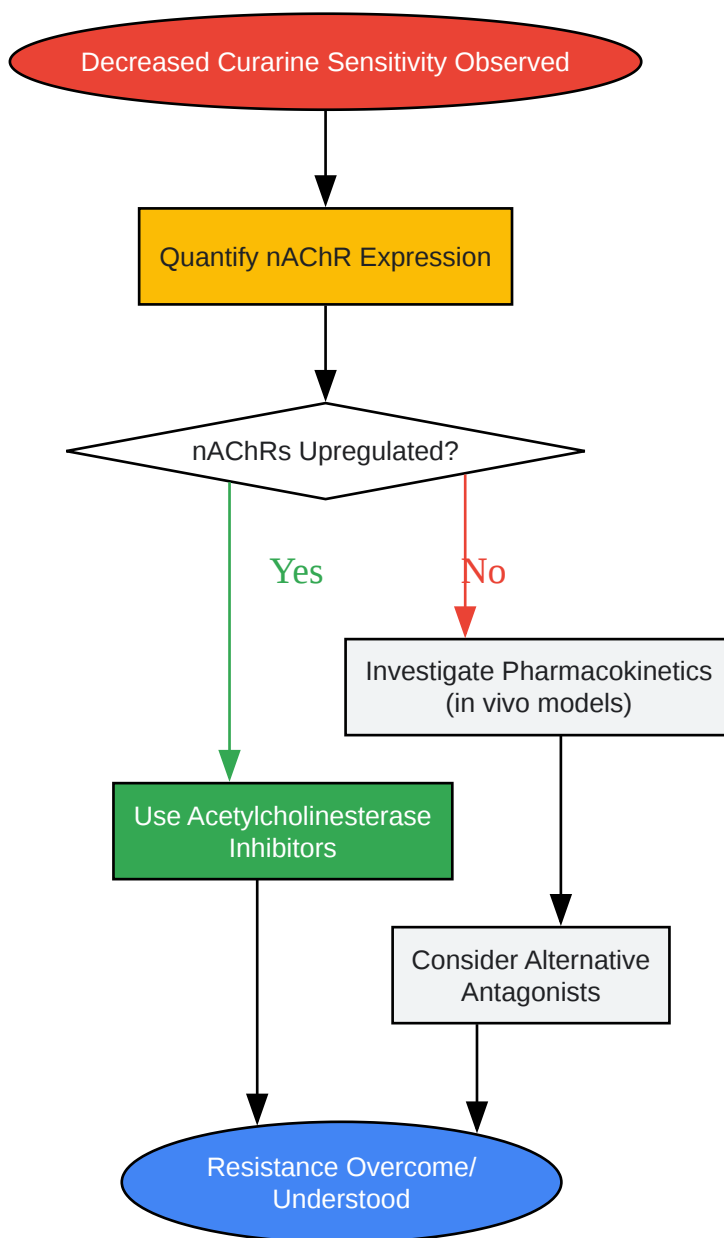 Decreased Curarine Sensitivity Observed
Quantify nAChR Expression
nAChRs Upregulated?
Yes
No
Investigate Pharmacokinetics
(in vivo models)
Use Acetylcholinesterase
Inhibitors
Consider Alternative
Antagonists
Resistance Overcome/
Understood